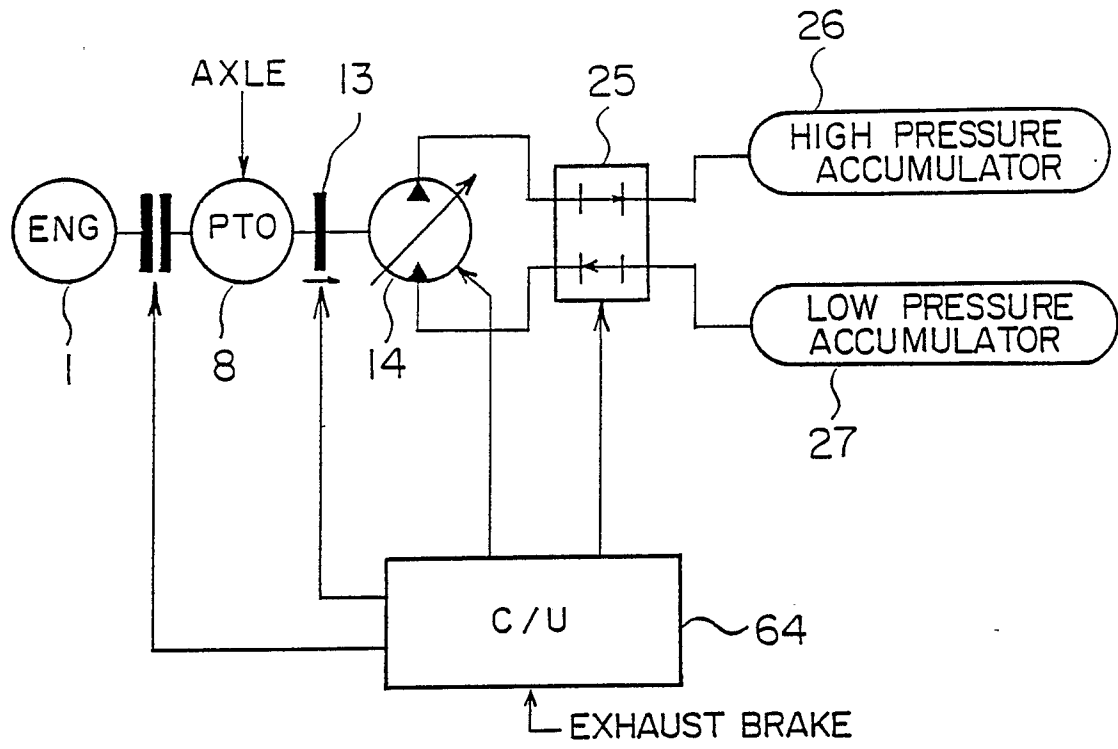 26
AXLE
13
25
HIGH PRESSURE
ACCUMULATOR
ENG
PTO
1
8
14
LOW PRESSURE
ACCUMULATOR
27
C/U
64
EXHAUST BRAKE